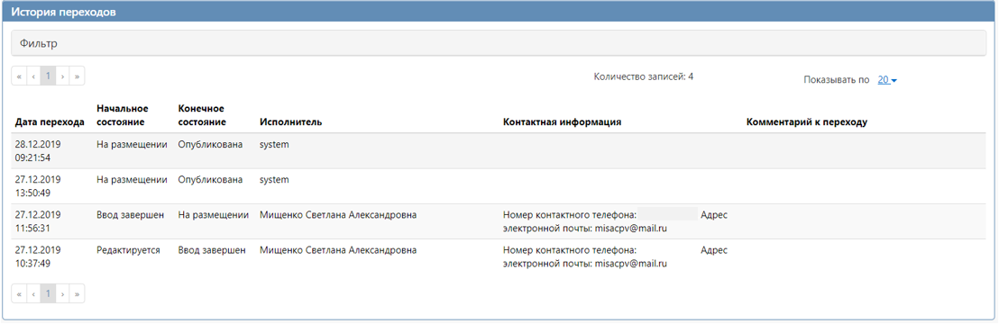 История переходов
Фильтр
« ‹ 1 › »
Количество записей: 4
Показывать по 20
Дата перехода Начальное состояние Конечное состояние Исполнитель Контактная информация Комментарий к переходу
28.12.2019 На размещении Опубликована system
09:21:54
27.12.2019 На размещении Опубликована system
13:50:49
27.12.2019 Ввод завершен На размещении Мищенко Светлана Александровна Номер контактного телефона: Адрес
11:56:31 электронной почты: misacpv@mail.ru
27.12.2019 Редактируется Ввод завершен Мищенко Светлана Александровна Номер контактного телефона: Адрес
10:37:49 электронной почты: misacpv@mail.ru
« ‹ 1 › »